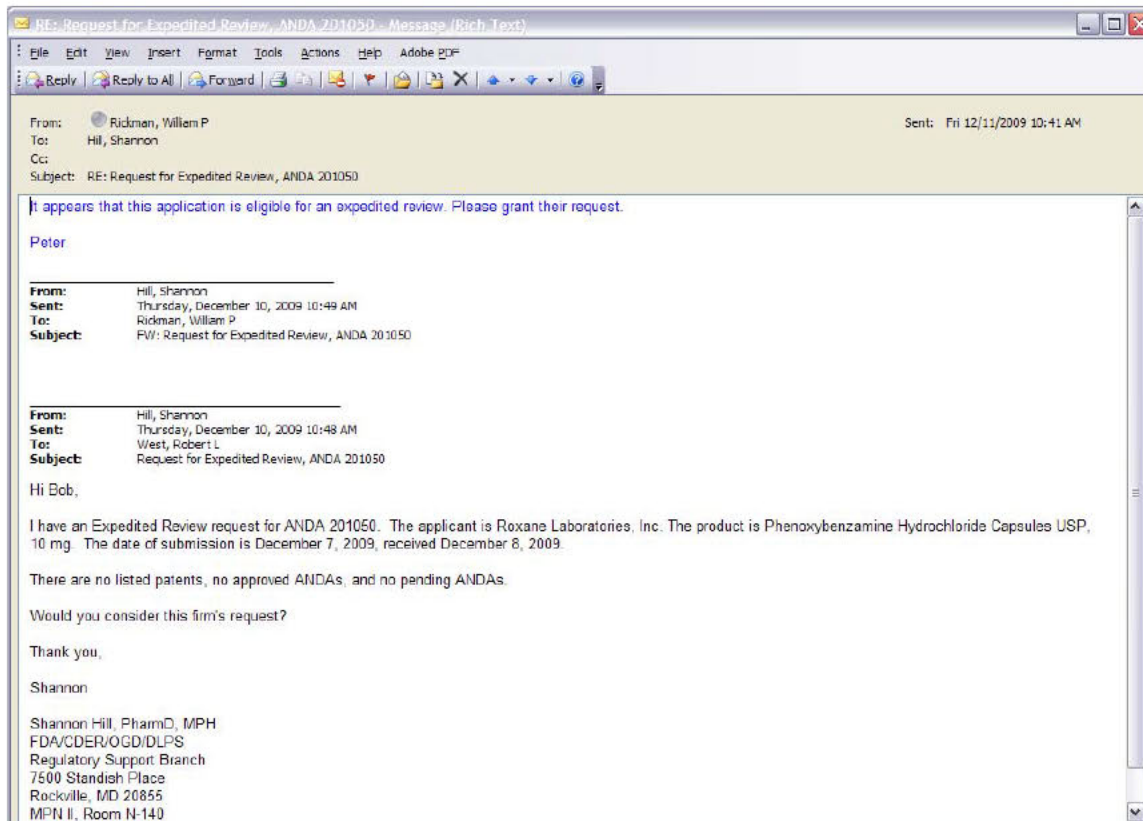 RE: Request for Expedited Review, ANDA 201050 - Message (Rich Text)
File Edit View Insert Format Tools Actions Help Adobe PDF
Reply Reply to All Forward
From: Rickman, William P Sent: Fri 12/11/2009 10:41 AM
To: Hill, Shannon
Cc:
Subject: RE: Request for Expedited Review, ANDA 201050
It appears that this application is eligible for an expedited review. Please grant their request.
Peter
From: Hill, Shannon
Sent: Thursday, December 10, 2009 10:49 AM
To: Rickman, William P
Subject: FW: Request for Expedited Review, ANDA 201050
From: Hill, Shannon
Sent: Thursday, December 10, 2009 10:48 AM
To: West, Robert L
Subject: Request for Expedited Review, ANDA 201050
Hi Bob,
I have an Expedited Review request for ANDA 201050. The applicant is Roxane Laboratories, Inc. The product is Phenoxybenzamine Hydrochloride Capsules USP,
10 mg. The date of submission is December 7, 2009, received December 8, 2009.
There are no listed patents, no approved ANDAs, and no pending ANDAs.
Would you consider this firm's request?
Thank you,
Shannon
Shannon Hill, PharmD, MPH
FDA/CDER/OGD/DLPS
Regulatory Support Branch
7500 Standish Place
Rockville, MD 20855
MPN II, Room N-140